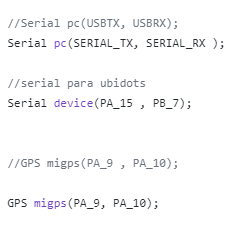 //Serial pc(USBTX, USBRX);
Serial pc(SERIAL_TX, SERIAL_RX );
//serial para ubidots
Serial device(PA_15 , PB_7);
//GPS migps(PA_9 , PA_10);
GPS migps(PA_9, PA_10);